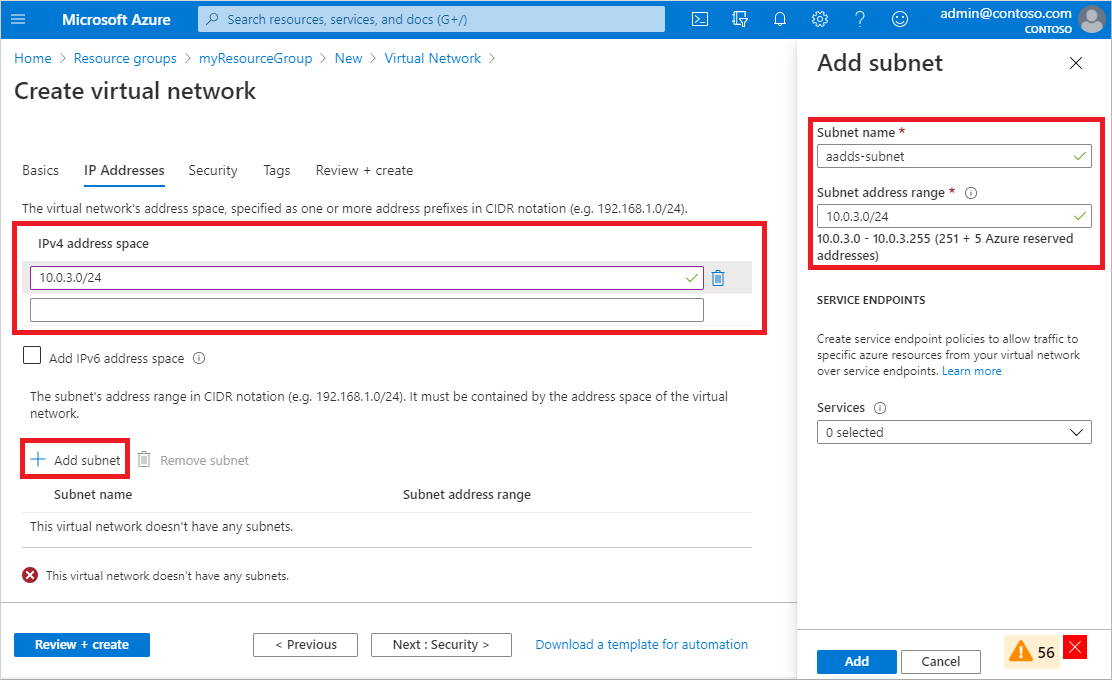 Microsoft Azure
Search resources, services, and docs (G+/)
admin@contoso.com
CONTOSO
Home > Resource groups > myResourceGroup > New > Virtual Network >
Create virtual network
Basics IP Addresses Security Tags Review + create
The virtual network's address space, specified as one or more address prefixes in CIDR notation (e.g. 192.168.1.0/24).
IPv4 address space
10.0.3.0/24
Add IPv6 address space
The subnet's address range in CIDR notation (e.g. 192.168.1.0/24). It must be contained by the address space of the virtual
network.
+ Add subnet Remove subnet
Subnet name Subnet address range
This virtual network doesn't have any subnets.
This virtual network doesn't have any subnets.
Review + create < Previous Next : Security > Download a template for automation
Add subnet
Subnet name *
aadds-subnet
Subnet address range *
10.0.3.0/24
10.0.3.0 - 10.0.3.255 (251 + 5 Azure reserved
addresses)
SERVICE ENDPOINTS
Create service endpoint policies to allow traffic to
specific azure resources from your virtual network
over service endpoints. Learn more
Services
0 selected
Add Cancel
56